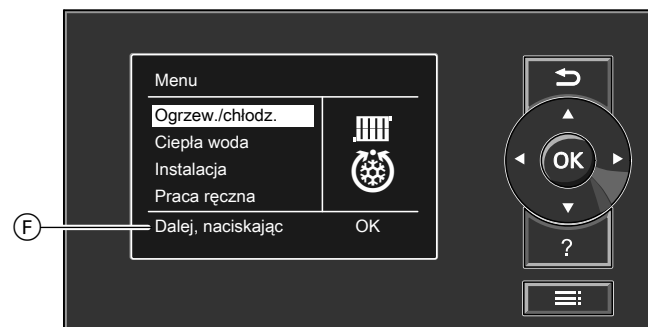 Menu
Ogrzew./chłodz.
Ciepła woda
Instalacja
Praca ręczna
Dalej, naciskając OK
F
OK
?